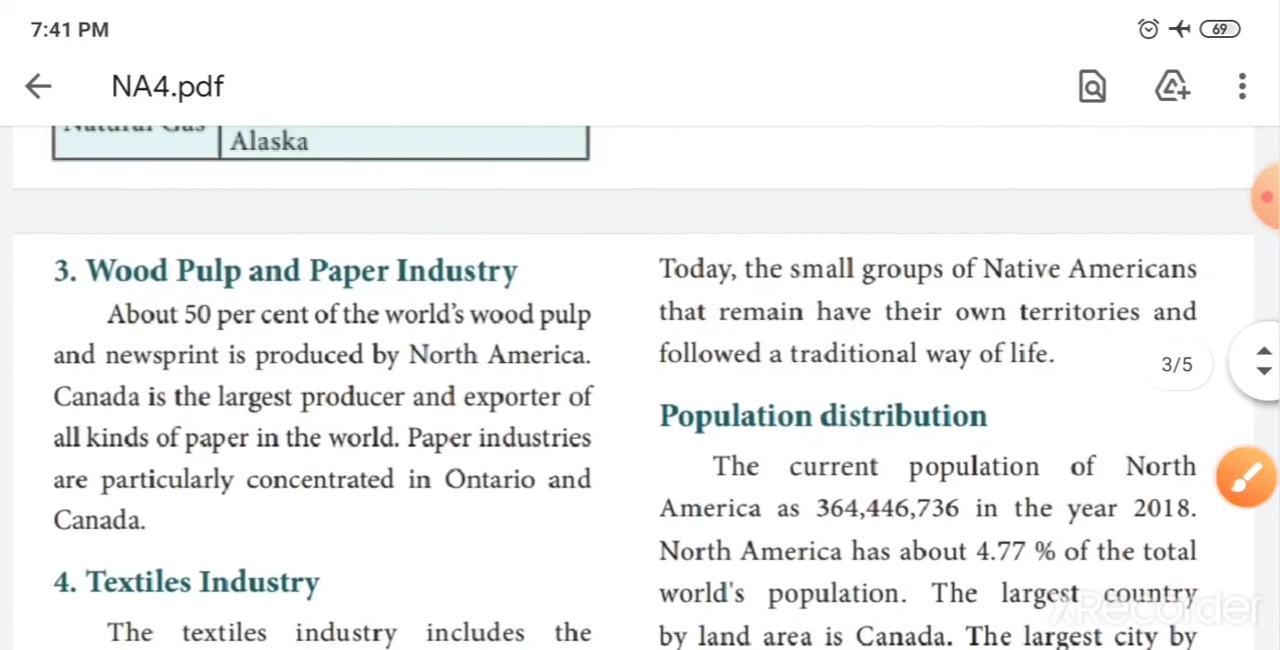 7:41 PM
69
NA4.pdf
Natural Gas
Alaska
3. Wood Pulp and Paper Industry
About 50 per cent of the world's wood pulp
and newsprint is produced by North America.
Canada is the largest producer and exporter of
all kinds of paper in the world. Paper industries
are particularly concentrated in Ontario and
Canada.
4. Textiles Industry
The textiles industry includes the
Today, the small groups of Native Americans
that remain have their own territories and
followed a traditional way of life.
3/5
Population distribution
The current population of North
America as 364,446,736 in the year 2018.
North America has about 4.77 % of the total
world's population. The largest country
by land area is Canada. The largest city by
XRecorder